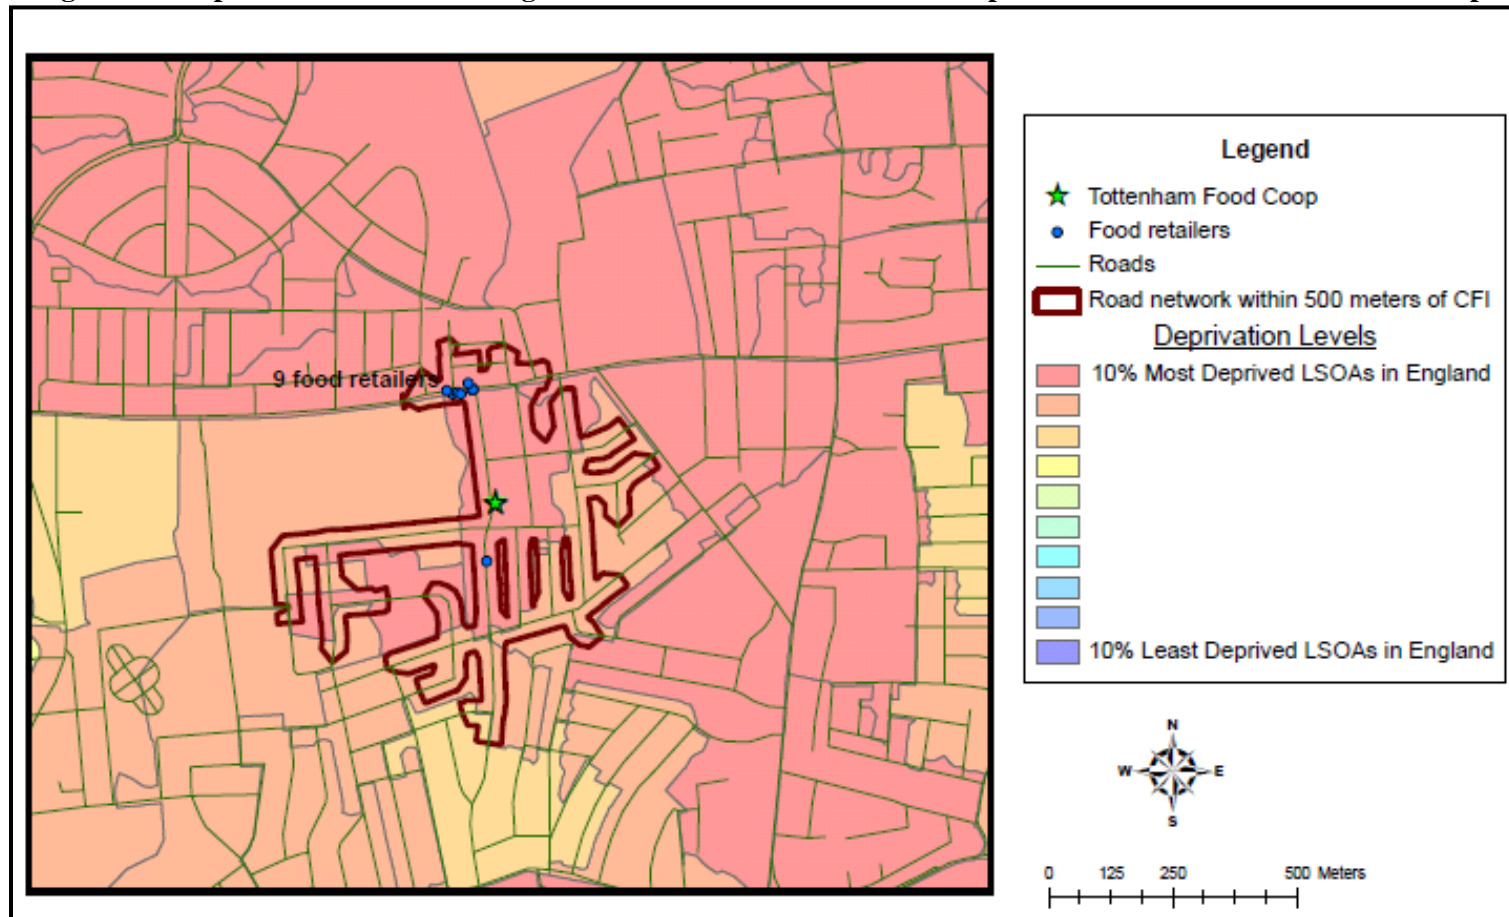 9 food retailers
Legend
Tottenham Food Coop
Food retailers
Roads
Road network within 500 meters of CFI
Deprivation Levels
10% Most Deprived LSOAs in England
10% Least Deprived LSOAs in England
N
W E
S
0 125 250 500 Meters